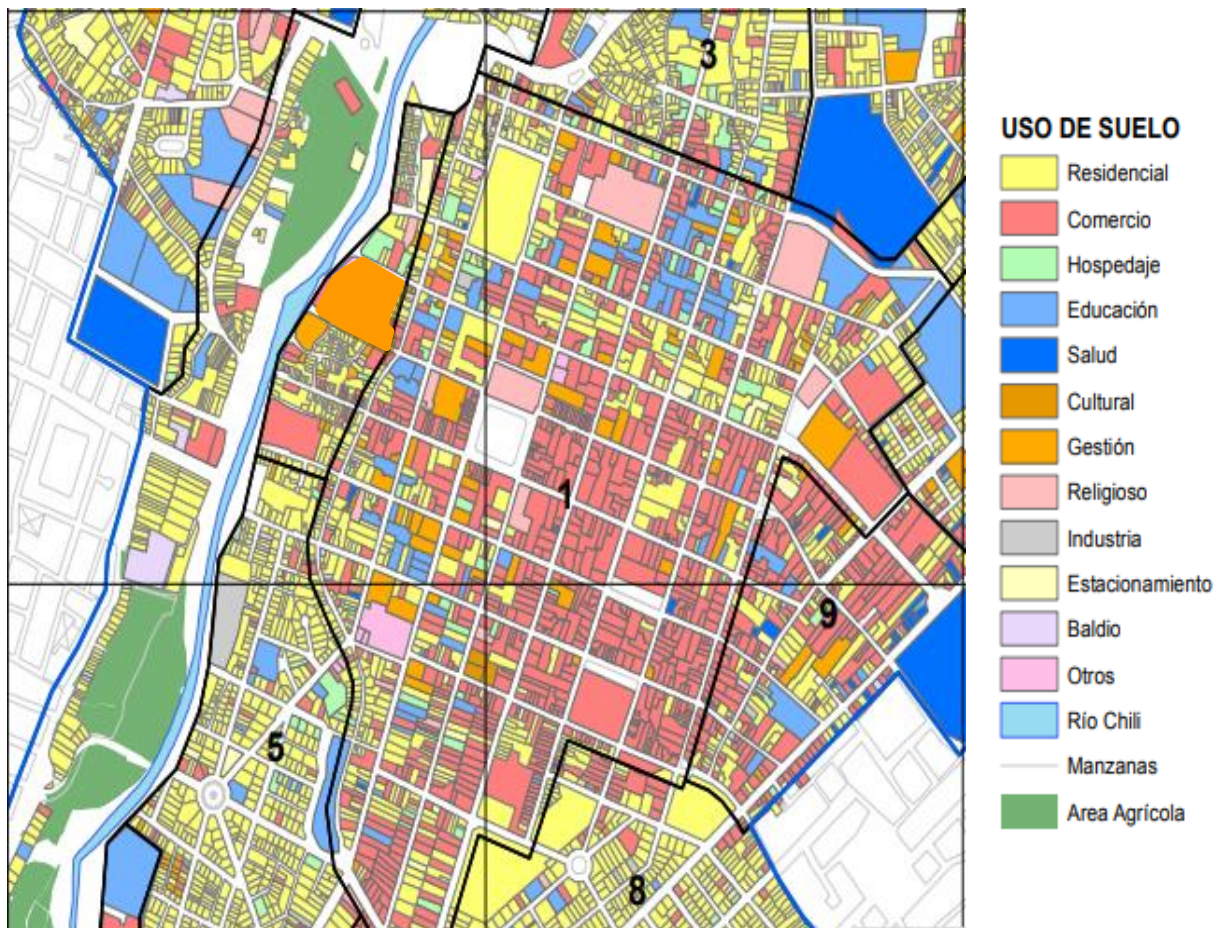 3
1
9
5
8
USO DE SUELO
Residencial
Comercio
Hospedaje
Educación
Salud
Cultural
Gestión
Religioso
Industria
Estacionamiento
Baldio
Otros
Río Chili
Manzanas
Area Agrícola